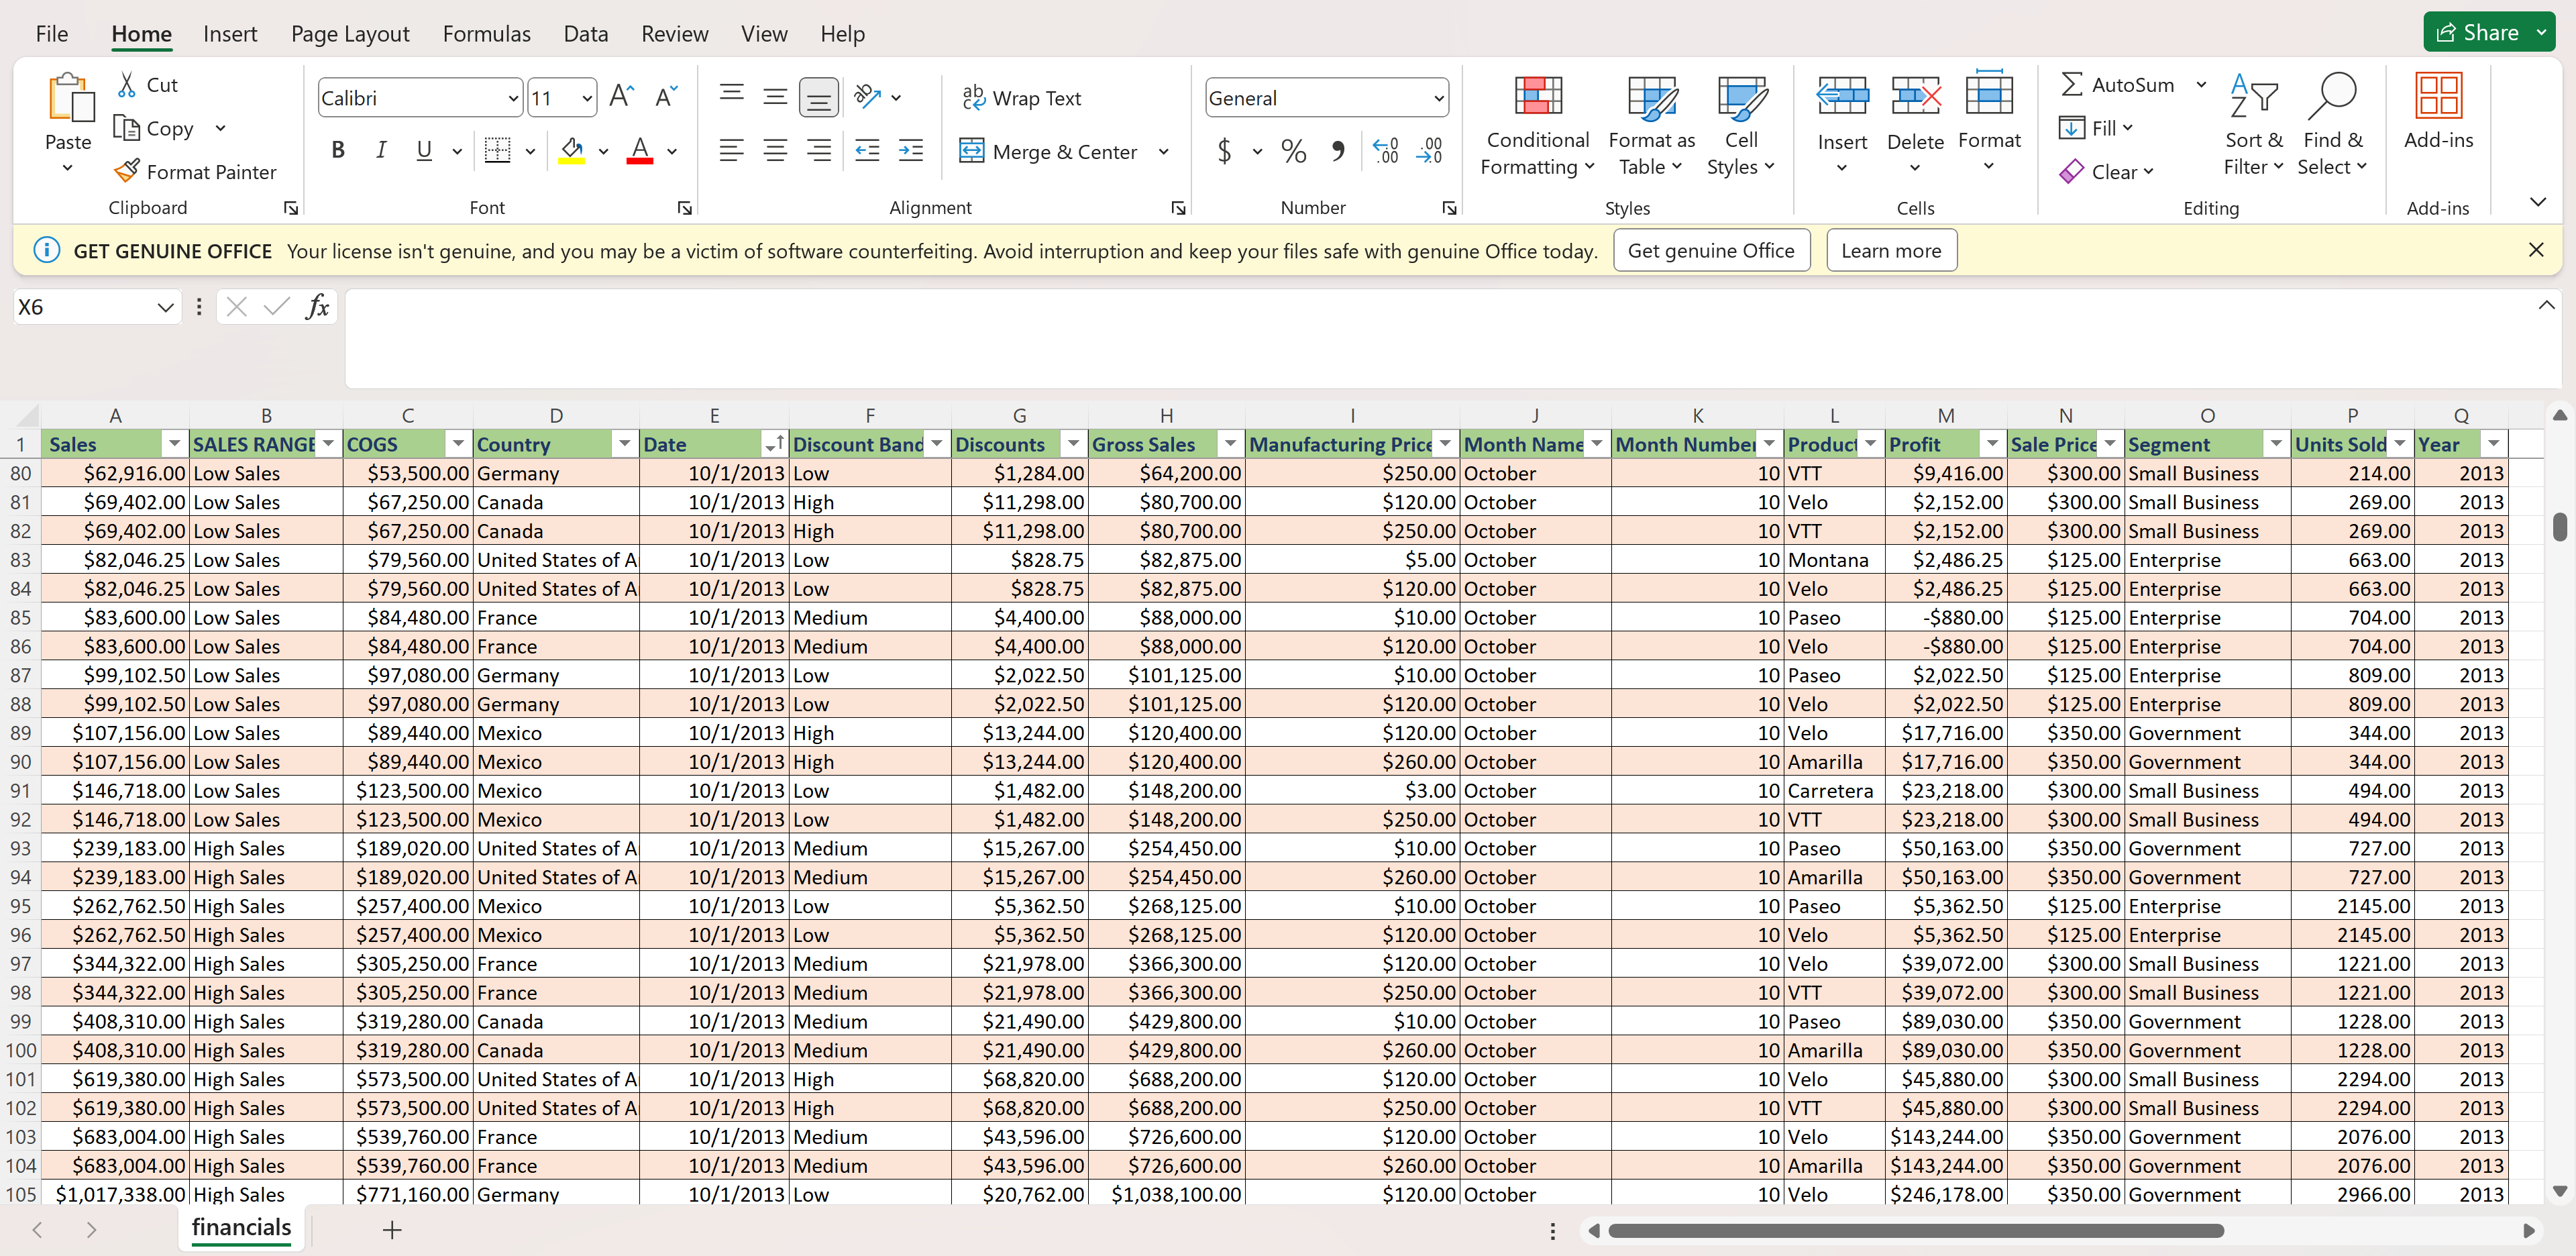 File Home Insert Page Layout Formulas Data Review View Help Share
Paste Cut Copy Format Painter Clipboard
Calibri 11 A A B I U A Font
Wrap Text Merge & Center Alignment
General $ % , .00 .0 .00 .0 Number
Conditional Formatting Format as Table Cell Styles Styles
Insert Delete Format Cells
AutoSum Fill Clear Sort & Filter Find & Select Editing
Add-ins Add-ins
GET GENUINE OFFICE Your license isn't genuine, and you may be a victim of software counterfeiting. Avoid interruption and keep your files safe with genuine Office today. Get genuine Office Learn more
X6 fx
A B C D E F G H I J K L M N O P Q
1 Sales SALES RANGE COGS Country Date Discount Band Discounts Gross Sales Manufacturing Price Month Name Month Number Product Profit Sale Price Segment Units Sold Year
80 $62,916.00 Low Sales $53,500.00 Germany 10/1/2013 Low $1,284.00 $64,200.00 $250.00 October 10 VTT $9,416.00 $300.00 Small Business 214.00 2013
81 $69,402.00 Low Sales $67,250.00 Canada 10/1/2013 High $11,298.00 $80,700.00 $120.00 October 10 Velo $2,152.00 $300.00 Small Business 269.00 2013
82 $69,402.00 Low Sales $67,250.00 Canada 10/1/2013 High $11,298.00 $80,700.00 $250.00 October 10 VTT $2,152.00 $300.00 Small Business 269.00 2013
83 $82,046.25 Low Sales $79,560.00 United States of A 10/1/2013 Low $828.75 $82,875.00 $5.00 October 10 Montana $2,486.25 $125.00 Enterprise 663.00 2013
84 $82,046.25 Low Sales $79,560.00 United States of A 10/1/2013 Low $828.75 $82,875.00 $120.00 October 10 Velo $2,486.25 $125.00 Enterprise 663.00 2013
85 $83,600.00 Low Sales $84,480.00 France 10/1/2013 Medium $4,400.00 $88,000.00 $10.00 October 10 Paseo -$880.00 $125.00 Enterprise 704.00 2013
86 $83,600.00 Low Sales $84,480.00 France 10/1/2013 Medium $4,400.00 $88,000.00 $120.00 October 10 Velo -$880.00 $125.00 Enterprise 704.00 2013
87 $99,102.50 Low Sales $97,080.00 Germany 10/1/2013 Low $2,022.50 $101,125.00 $10.00 October 10 Paseo $2,022.50 $125.00 Enterprise 809.00 2013
88 $99,102.50 Low Sales $97,080.00 Germany 10/1/2013 Low $2,022.50 $101,125.00 $120.00 October 10 Velo $2,022.50 $125.00 Enterprise 809.00 2013
89 $107,156.00 Low Sales $89,440.00 Mexico 10/1/2013 High $13,244.00 $120,400.00 $120.00 October 10 Velo $17,716.00 $350.00 Government 344.00 2013
90 $107,156.00 Low Sales $89,440.00 Mexico 10/1/2013 High $13,244.00 $120,400.00 $260.00 October 10 Amarilla $17,716.00 $350.00 Government 344.00 2013
91 $146,718.00 Low Sales $123,500.00 Mexico 10/1/2013 Low $1,482.00 $148,200.00 $3.00 October 10 Carretera $23,218.00 $300.00 Small Business 494.00 2013
92 $146,718.00 Low Sales $123,500.00 Mexico 10/1/2013 Low $1,482.00 $148,200.00 $250.00 October 10 VTT $23,218.00 $300.00 Small Business 494.00 2013
93 $239,183.00 High Sales $189,020.00 United States of A 10/1/2013 Medium $15,267.00 $254,450.00 $10.00 October 10 Paseo $50,163.00 $350.00 Government 727.00 2013
94 $239,183.00 High Sales $189,020.00 United States of A 10/1/2013 Medium $15,267.00 $254,450.00 $260.00 October 10 Amarilla $50,163.00 $350.00 Government 727.00 2013
95 $262,762.50 High Sales $257,400.00 Mexico 10/1/2013 Low $5,362.50 $268,125.00 $10.00 October 10 Paseo $5,362.50 $125.00 Enterprise 2145.00 2013
96 $262,762.50 High Sales $257,400.00 Mexico 10/1/2013 Low $5,362.50 $268,125.00 $120.00 October 10 Velo $5,362.50 $125.00 Enterprise 2145.00 2013
97 $344,322.00 High Sales $305,250.00 France 10/1/2013 Medium $21,978.00 $366,300.00 $120.00 October 10 Velo $39,072.00 $300.00 Small Business 1221.00 2013
98 $344,322.00 High Sales $305,250.00 France 10/1/2013 Medium $21,978.00 $366,300.00 $250.00 October 10 VTT $39,072.00 $300.00 Small Business 1221.00 2013
99 $408,310.00 High Sales $319,280.00 Canada 10/1/2013 Medium $21,490.00 $429,800.00 $10.00 October 10 Paseo $89,030.00 $350.00 Government 1228.00 2013
100 $408,310.00 High Sales $319,280.00 Canada 10/1/2013 Medium $21,490.00 $429,800.00 $260.00 October 10 Amarilla $89,030.00 $350.00 Government 1228.00 2013
101 $619,380.00 High Sales $573,500.00 United States of A 10/1/2013 High $68,820.00 $688,200.00 $120.00 October 10 Velo $45,880.00 $300.00 Small Business 2294.00 2013
102 $619,380.00 High Sales $573,500.00 United States of A 10/1/2013 High $68,820.00 $688,200.00 $250.00 October 10 VTT $45,880.00 $300.00 Small Business 2294.00 2013
103 $683,004.00 High Sales $539,760.00 France 10/1/2013 Medium $43,596.00 $726,600.00 $120.00 October 10 Velo $143,244.00 $350.00 Government 2076.00 2013
104 $683,004.00 High Sales $539,760.00 France 10/1/2013 Medium $43,596.00 $726,600.00 $260.00 October 10 Amarilla $143,244.00 $350.00 Government 2076.00 2013
105 $1,017,338.00 High Sales $771,160.00 Germany 10/1/2013 Low $20,762.00 $1,038,100.00 $120.00 October 10 Velo $246,178.00 $350.00 Government 2966.00 2013
financials